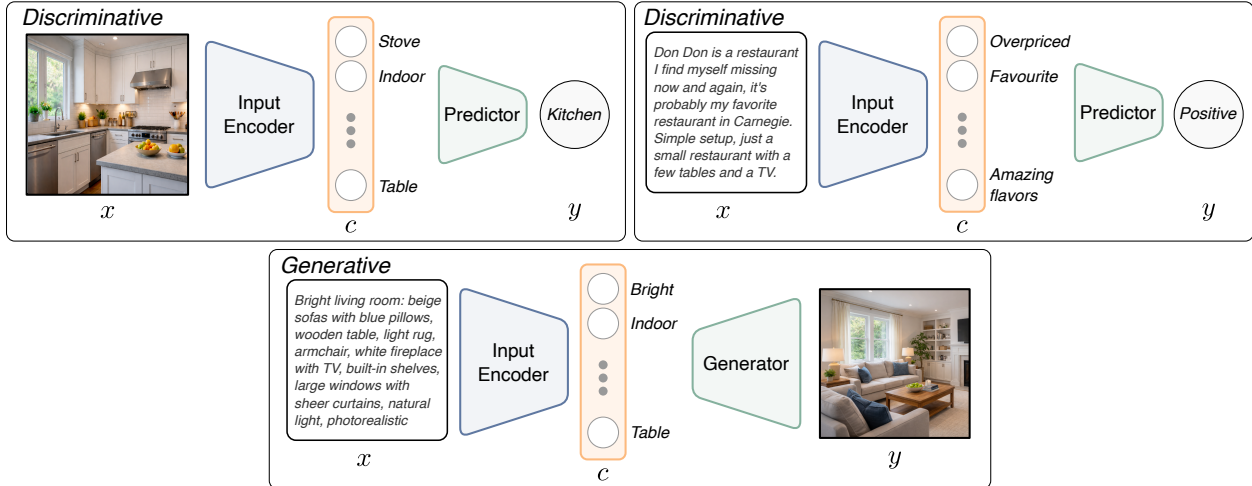 Discriminative
Input
Encoder
Stove
Indoor
Table
Predictor
Kitchen
x
c
y
Discriminative
Don Don is a restaurant
I find myself missing
now and again, it's
probably my favorite
restaurant in Carnegie.
Simple setup, just a
small restaurant with a
few tables and a TV.
Input
Encoder
Overpriced
Favourite
Amazing
flavors
Predictor
Positive
x
c
y
Generative
Bright living room: beige
sofas with blue pillows,
wooden table, light rug,
armchair, white fireplace
with TV, built-in shelves,
large windows with
sheer curtains, natural
light, photorealistic
Input
Encoder
Bright
Indoor
Table
Generator
x
c
y